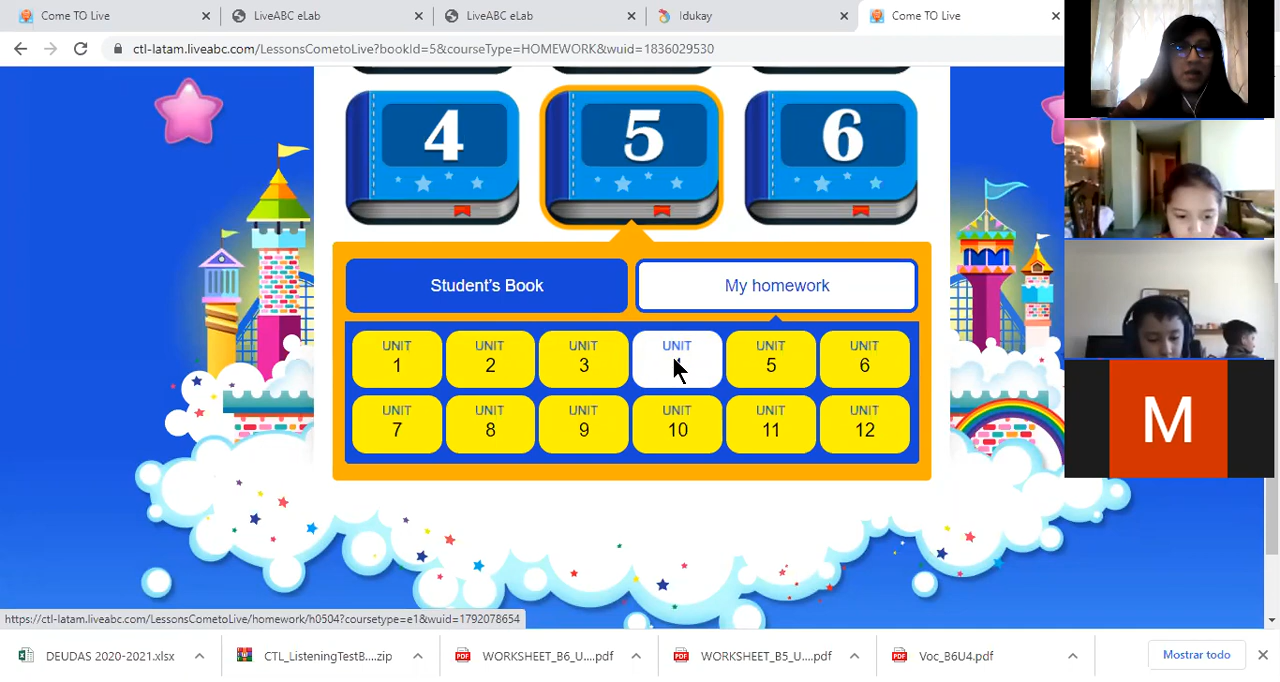 Come TO Live
LiveABC eLab
LiveABC eLab
Idukay
Come TO Live
ctl-latam.liveabc.com/LessonsCometoLive?bookId=5&courseType=HOMEWORK&wuid=1836029530
4 5 6
Student's Book
My homework
UNIT UNIT UNIT UNIT UNIT UNIT
1 2 3 5 6
UNIT UNIT UNIT UNIT UNIT UNIT
7 8 9 10 11 12
M
https://ctl-latam.liveabc.com/LessonsCometoLive/homework/h0504?coursetype=e1&wuid=1792078654
DEUDAS 2020-2021.xlsx
CTL_ListeningTestB....zip
WORKSHEET_B6_U....pdf
WORKSHEET_B5_U....pdf
Voc_B6U4.pdf
Mostrar todo